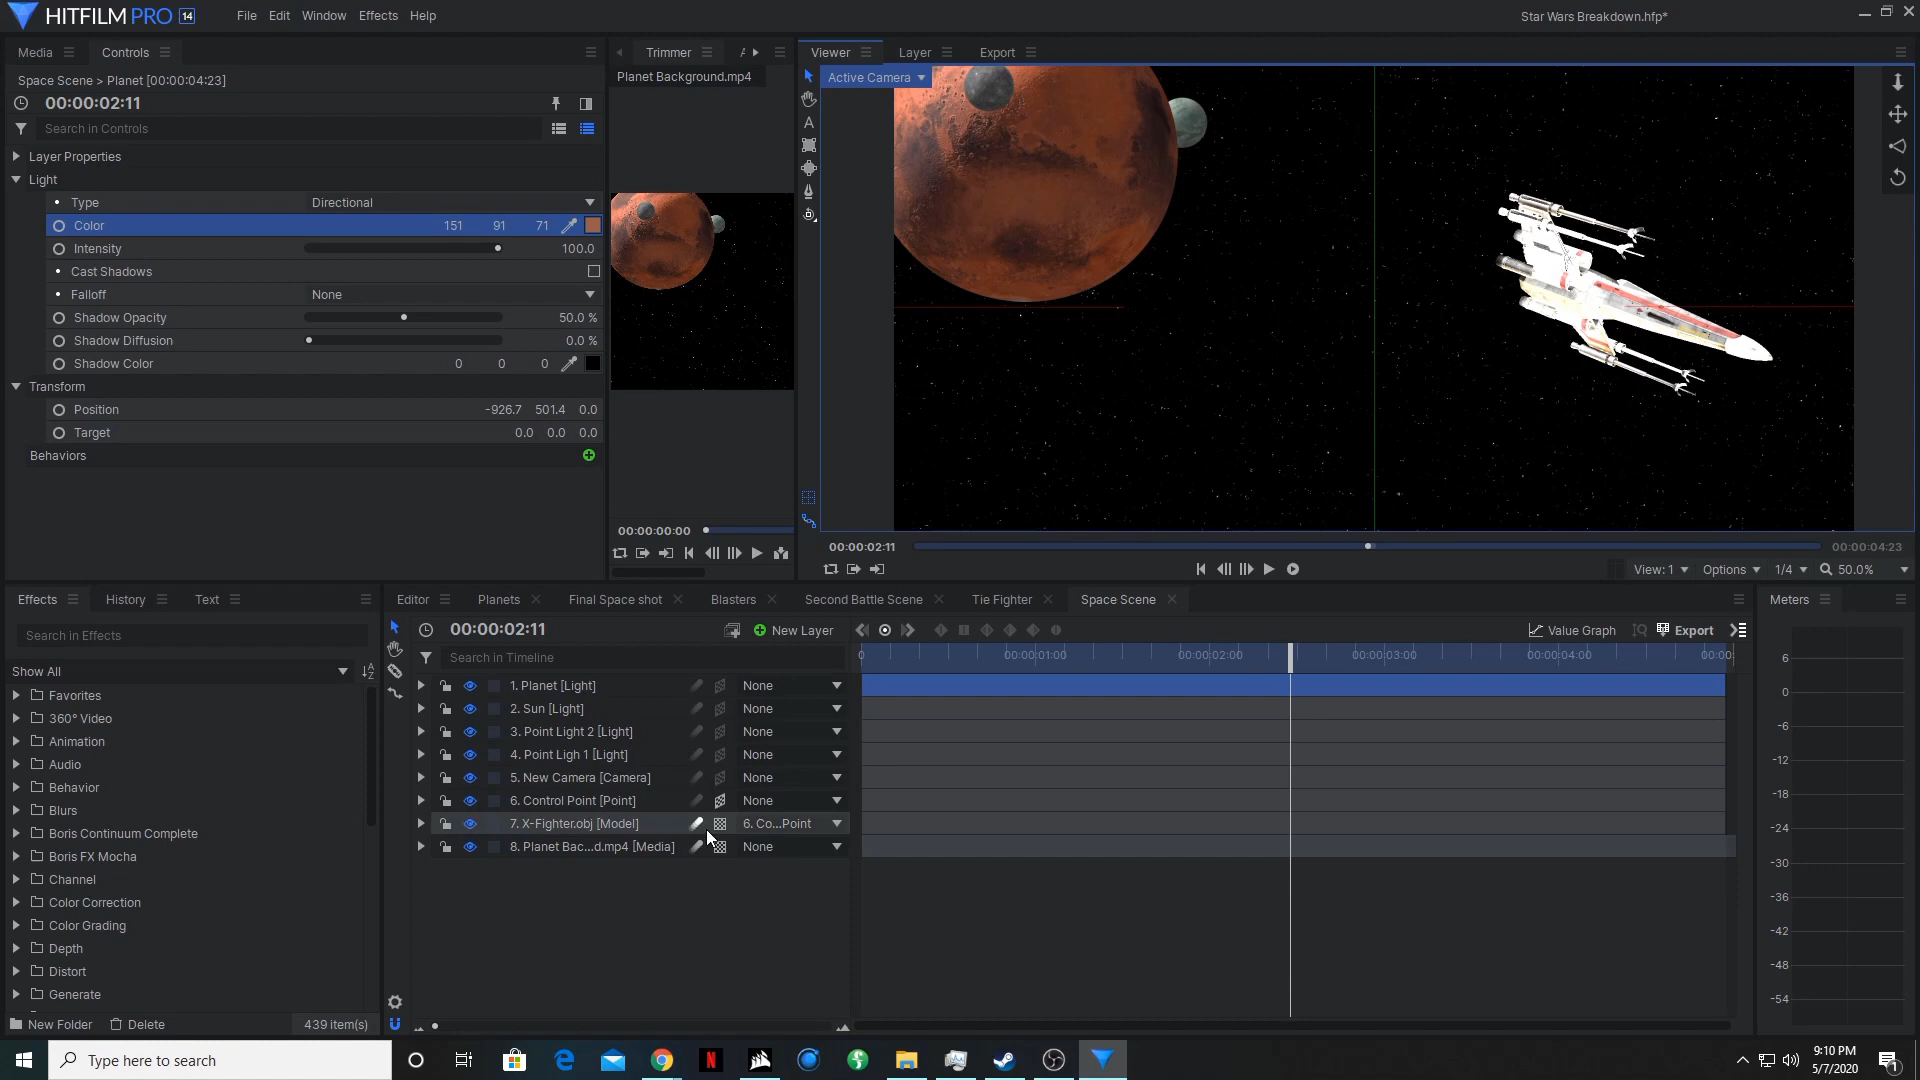 HITFILM PRO 14
File Edit Window Effects Help
Star Wars Breakdown.hfp*
Media Controls
Space Scene > Planet [00:00:04:23]
00:00:02:11
Search in Controls
Layer Properties
Light
Type Directional
Color 151 91 71
Intensity 100.0
Cast Shadows
Falloff None
Shadow Opacity 50.0 %
Shadow Diffusion 0.0 %
Shadow Color 0 0 0
Transform
Position -926.7 501.4 0.0
Target 0.0 0.0 0.0
Behaviors
Trimmer
Planet Background.mp4
00:00:00:00
Viewer Layer Export
Active Camera
00:00:02:11
00:00:04:23
View: 1 Options 1/4 50.0%
Effects History Text
Search in Effects
Show All
Favorites
360° Video
Animation
Audio
Behavior
Blurs
Boris Continuum Complete
Boris FX Mocha
Channel
Color Correction
Color Grading
Depth
Distort
Generate
New Folder Delete 439 item(s)
Editor Planets Final Space shot Blasters Second Battle Scene Tie Fighter Space Scene
00:00:02:11
New Layer
Value Graph Export
Search in Timeline
0 00:00:01:00 00:00:02:00 00:00:03:00 00:00:04:00 00:00:
1. Planet [Light] None
2. Sun [Light] None
3. Point Light 2 [Light] None
4. Point Ligh 1 [Light] None
5. New Camera [Camera] None
6. Control Point [Point] None
7. X-Fighter.obj [Model] 6. Co...Point
8. Planet Bac...d.mp4 [Media] None
Meters
6
0
-6
-12
-18
-24
-30
-36
-42
-48
-54
Type here to search
9:10 PM
5/7/2020
1